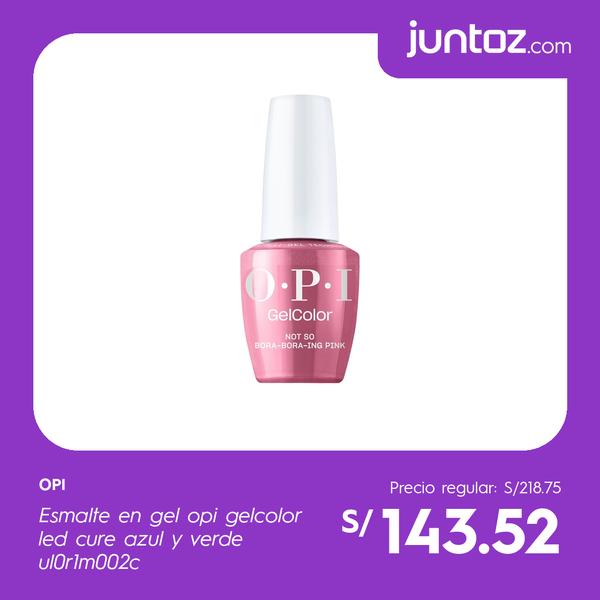 juntoz.com
O·P·I
GelColor
NOT SO
BORA-BORA-ING PINK
OPI
Esmalte en gel opi gelcolor
led cure azul y verde
ul0r1m002c
Precio regular: S/218.75
S/143.52